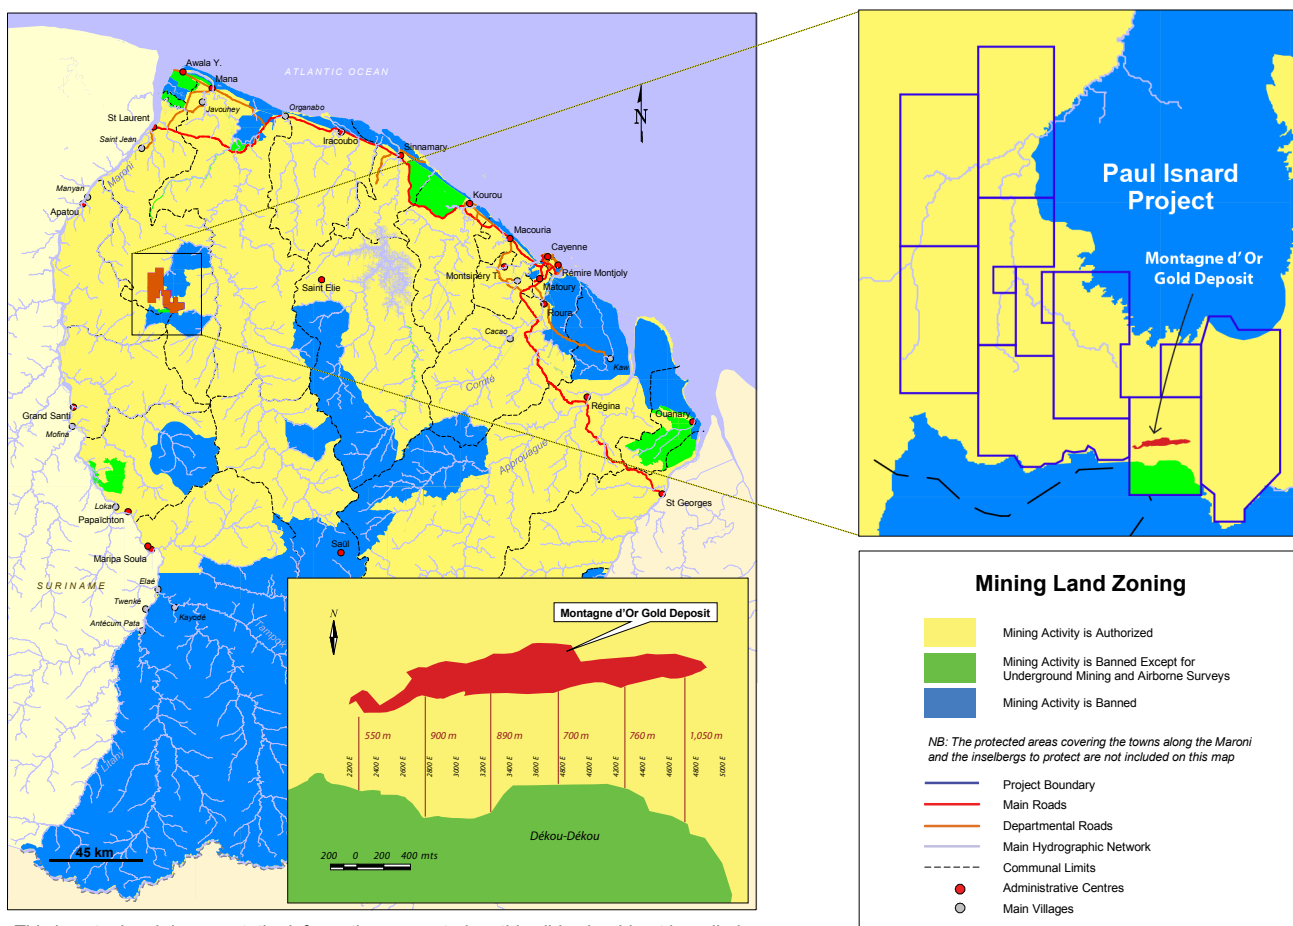 ATLANTIC OCEAN
Awala Y.
Mana
Javouhey
Organabo
St Laurent
Saint Jean
Iracoubo
Sinnamary
Maroni
Manyan
Apatou
Kourou
Macouria
Cayenne
Montsinéry T.
Rémire Montjoly
Matoury
Saint Elie
Roura
Cacao
Kaw
Comté
Régina
Ouanary
Grand Santi
Mofina
Approuague
St Georges
Loka
Papaïchton
Saül
Maripa Soula
SURINAME
Elaé
Twenké
Kayodé
Antécum Pata
Litany
45 km
N
Paul Isnard
Project
Montagne d'Or
Gold Deposit
N
Montagne d'Or Gold Deposit
550 m
900 m
890 m
700 m
760 m
1,050 m
2200 E
2400 E
2600 E
2800 E
3000 E
3200 E
3400 E
3600 E
4800 E
4000 E
4200 E
4400 E
4600 E
4800 E
5000 E
Dékou-Dékou
200 0 200 400 mts
Mining Land Zoning
Mining Activity is Authorized
Mining Activity is Banned Except for
Underground Mining and Airborne Surveys
Mining Activity is Banned
NB: The protected areas covering the towns along the Maroni
and the inselbergs to protect are not included on this map
Project Boundary
Main Roads
Departmental Roads
Main Hydrographic Network
Communal Limits
Administrative Centres
Main Villages